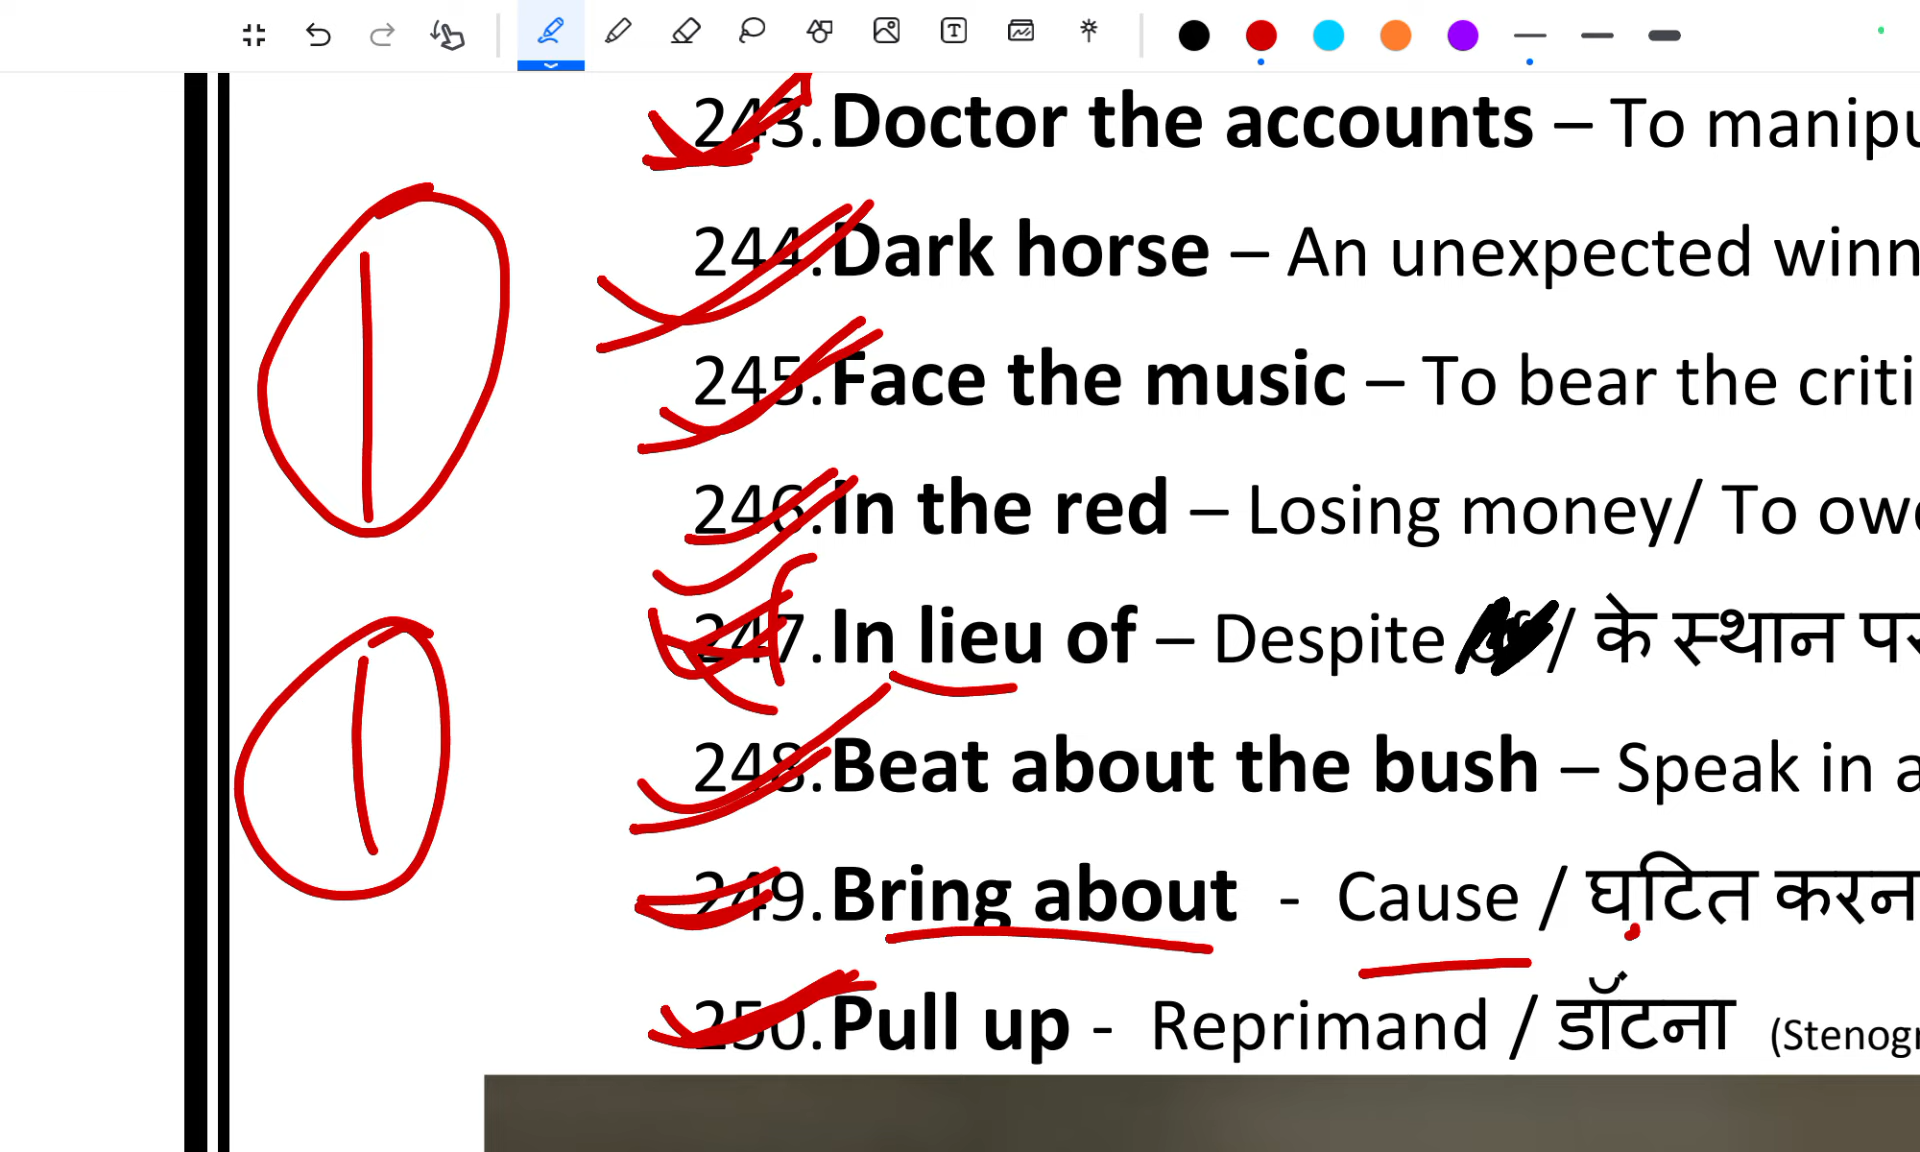 243. Doctor the accounts – To manipu
244. Dark horse – An unexpected winn
245. Face the music – To bear the criti
246. In the red – Losing money/ To owe
247. In lieu of – Despite / के स्थान पर
248. Beat about the bush – Speak in a
249. Bring about - Cause / घटित करन
250. Pull up - Reprimand / डॉटना (Stenogr